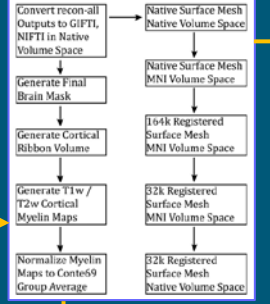 Convert recon-all
Outputs to GIFTI,
NIFTI in Native
Volume Space
Generate Final
Brain Mask
Generate Cortical
Ribbon Volume
Generate T1w /
T2w Cortical
Myelin Maps
Normalize Myelin
Maps to Conte69
Group Average
Native Surface Mesh
Native Volume Space
Native Surface Mesh
MNI Volume Space
164k Registered
Surface Mesh
MNI Volume Space
32k Registered
Surface Mesh
MNI Volume Space
32k Registered
Surface Mesh
Native Volume Space